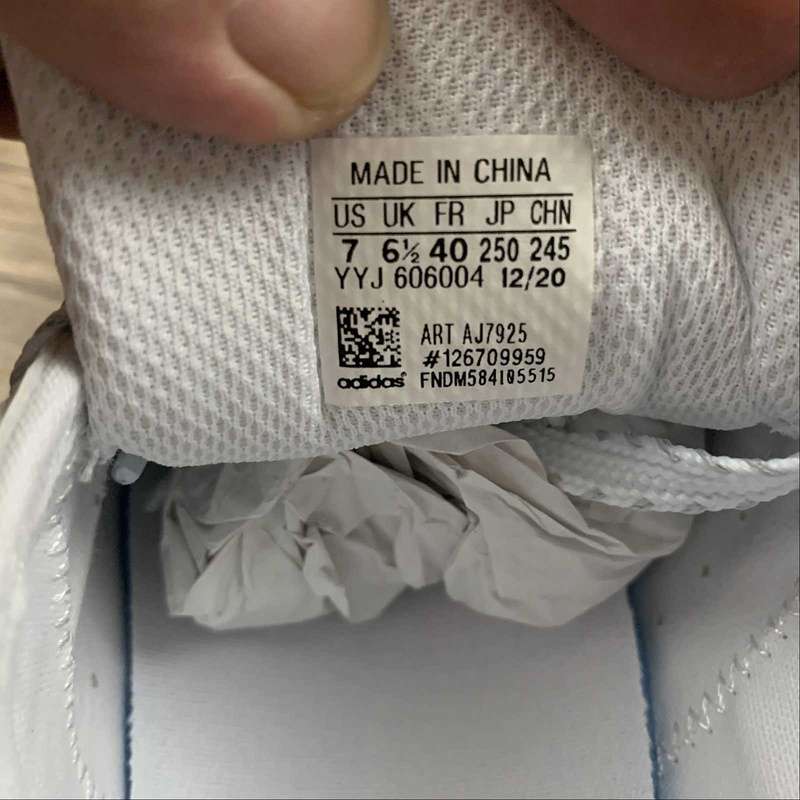 MADE IN CHINA
US UK FR JP CHN
7 6½ 40 250 245
YYJ 606004 12/20
ART AJ7925
#126709959
adidas FNDM584105515